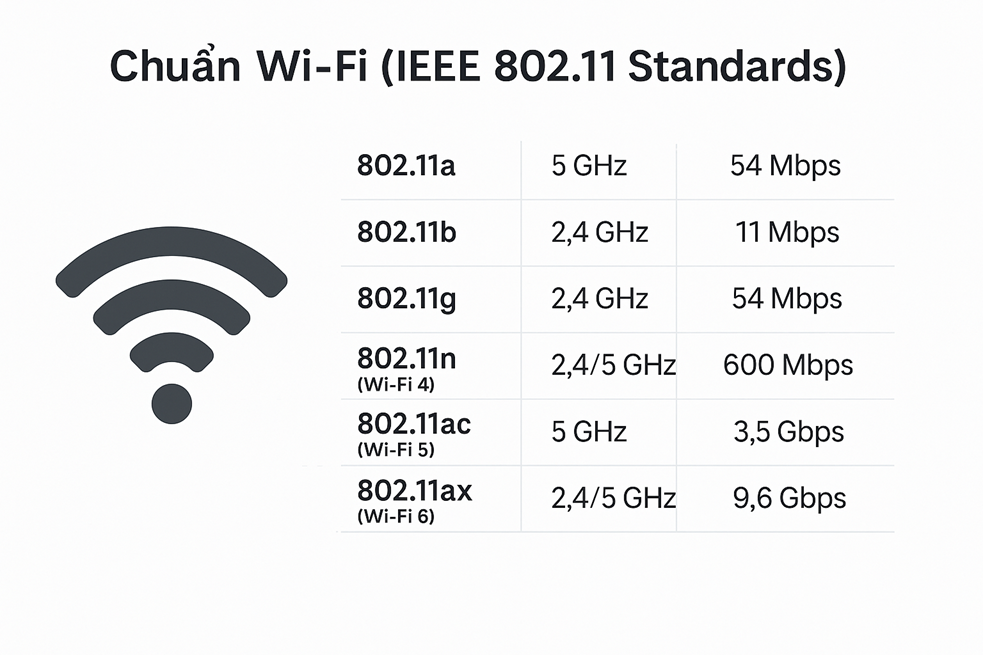 Chuẩn Wi-Fi (IEEE 802.11 Standards)
802.11a 5 GHz 54 Mbps
802.11b 2,4 GHz 11 Mbps
802.11g 2,4 GHz 54 Mbps
802.11n 2,4/5 GHz 600 Mbps
(Wi-Fi 4)
802.11ac 5 GHz 3,5 Gbps
(Wi-Fi 5)
802.11ax 2,4/5 GHz 9,6 Gbps
(Wi-Fi 6)